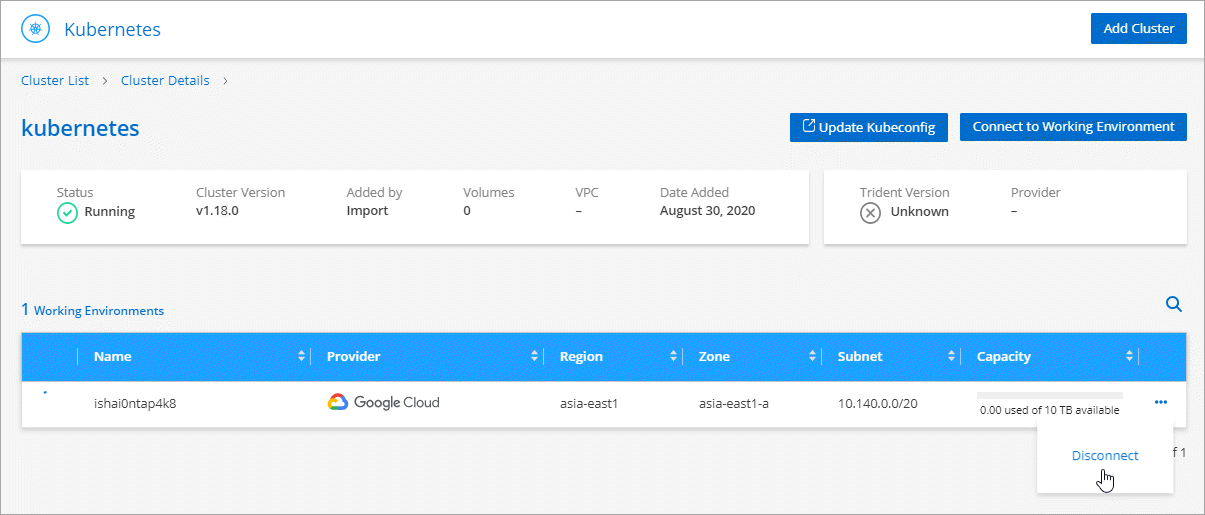 Kubernetes
Add Cluster
Cluster List > Cluster Details >
kubernetes
Update Kubeconfig
Connect to Working Environment
Status Cluster Version Added by Volumes VPC Date Added
Running v1.18.0 Import 0 – August 30, 2020
Trident Version Provider
Unknown –
1 Working Environments
Name Provider Region Zone Subnet Capacity
ishai0ntap4k8 Google Cloud asia-east1 asia-east1-a 10.140.0.0/20 0.00 used of 10 TB available
Disconnect
f 1